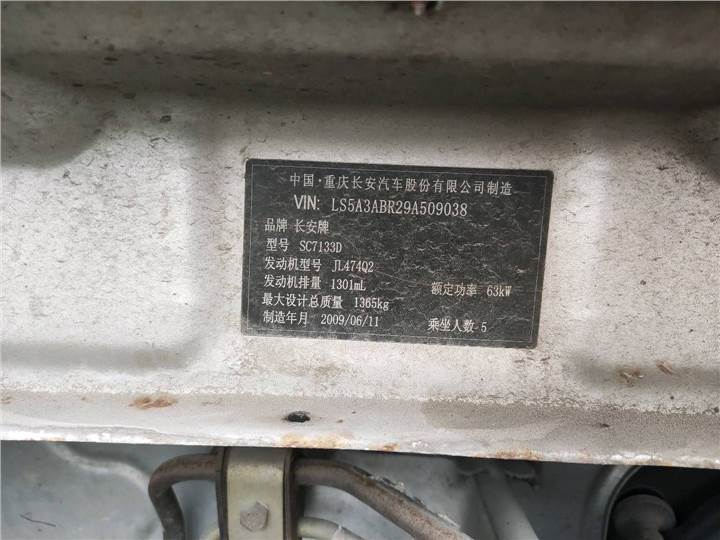 中国·重庆长安汽车股份有限公司制造
VIN: LS5A3ABR29A509038
品牌 长安牌
型号 SC7133D
发动机型号 JL474Q2
发动机排量 1301mL 额定功率 63kW
最大设计总质量 1365kg
制造年月 2009/06/11 乘坐人数 5